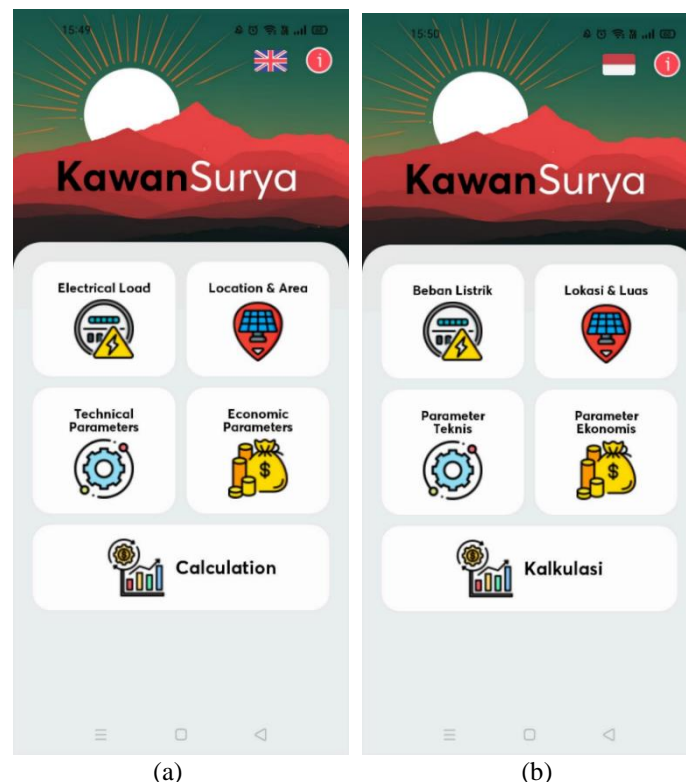 15:49
KawanSurya
Electrical Load
Location & Area
Technical
Parameters
Economic
Parameters
Calculation
(a)
15:50
KawanSurya
Beban Listrik
Lokasi & Luas
Parameter
Teknis
Parameter
Ekonomis
Kalkulasi
(b)